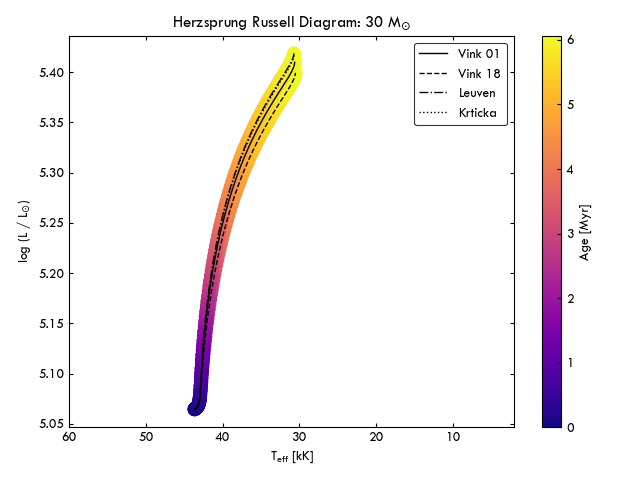 Herzsprung Russell Diagram: 30 M☉
log (L / L☉)
5.40
5.35
5.30
5.25
5.20
5.15
5.10
5.05
60
50
40
30
20
10
T_eff [kK]
Vink 01
Vink 18
Leuven
Krticka
6
5
4
3
2
1
0
Age [Myr]